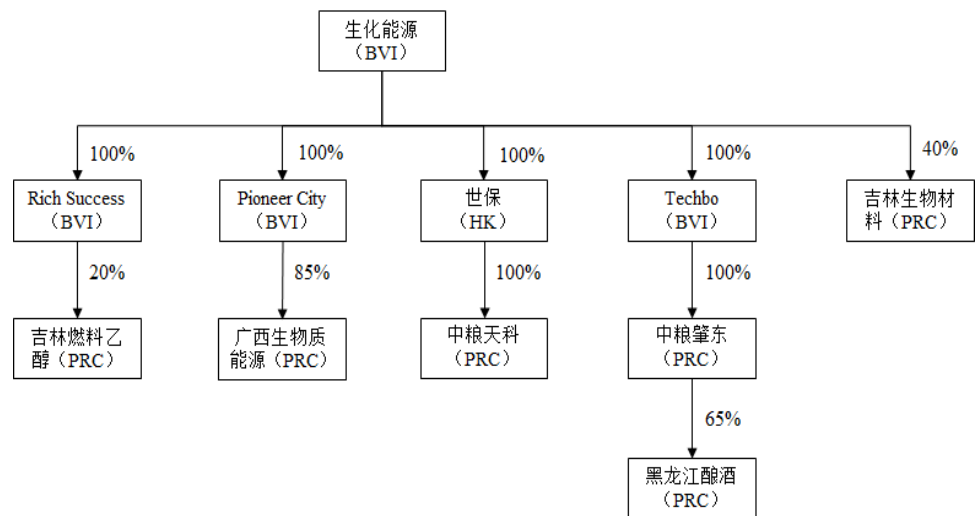 生化能源
（BVI）
100%
100%
100%
100%
40%
Rich Success
（BVI）
Pioneer City
（BVI）
世保
（HK）
Techbo
（BVI）
吉林生物材
料（PRC）
20%
85%
100%
100%
吉林燃料乙
醇（PRC）
广西生物质
能源（PRC）
中粮天科
（PRC）
中粮肇东
（PRC）
65%
黑龙江酿酒
（PRC）